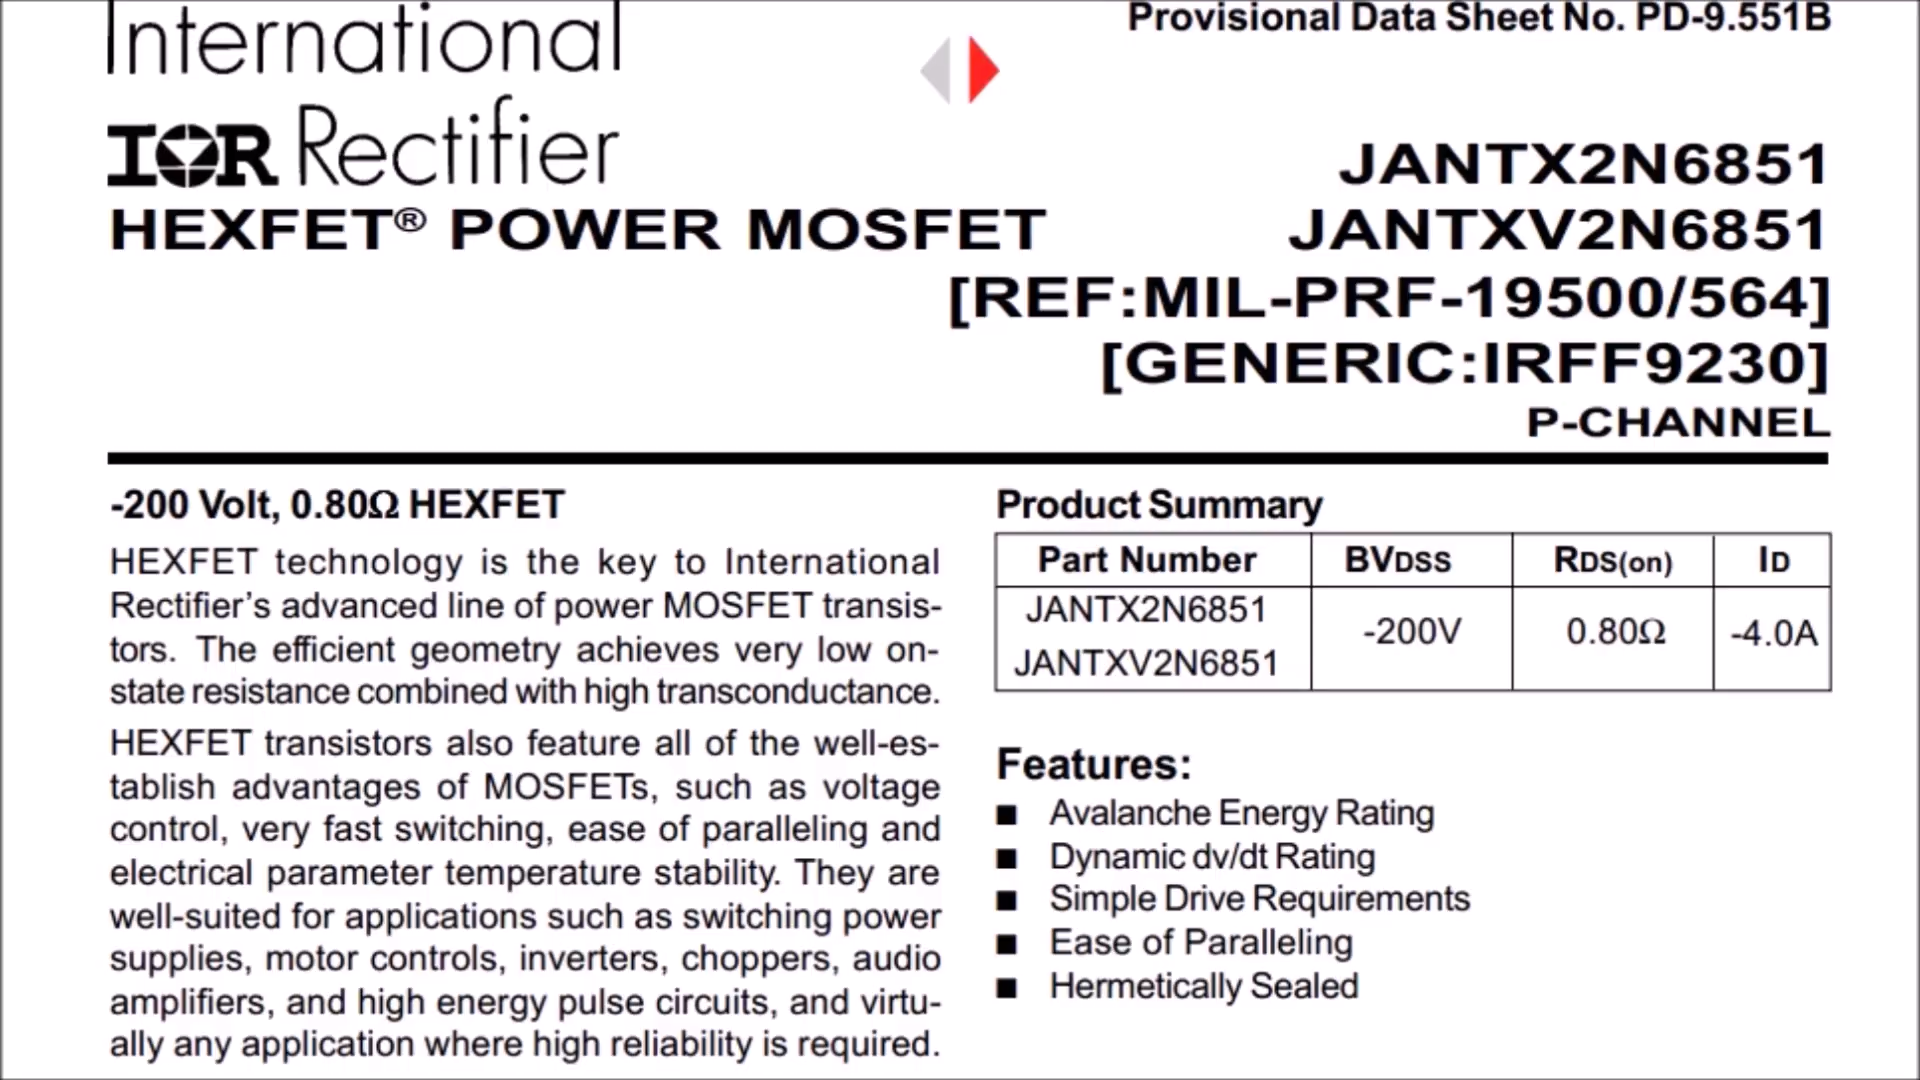 International
Provisional Data Sheet No. PD-9.551B
IOR Rectifier
HEXFET® POWER MOSFET
JANTX2N6851
JANTXV2N6851
[REF:MIL-PRF-19500/564]
[GENERIC:IRFF9230]
P-CHANNEL
-200 Volt, 0.80Ω HEXFET
HEXFET technology is the key to International
Rectifier’s advanced line of power MOSFET transis-
tors. The efficient geometry achieves very low on-
state resistance combined with high transconductance.
HEXFET transistors also feature all of the well-es-
tablish advantages of MOSFETs, such as voltage
control, very fast switching, ease of paralleling and
electrical parameter temperature stability. They are
well-suited for applications such as switching power
supplies, motor controls, inverters, choppers, audio
amplifiers, and high energy pulse circuits, and virtu-
ally any application where high reliability is required.
Product Summary
Part Number BVDSS RDS(on) ID
JANTX2N6851
-200V 0.80Ω -4.0A
JANTXV2N6851
Features:
■ Avalanche Energy Rating
■ Dynamic dv/dt Rating
■ Simple Drive Requirements
■ Ease of Paralleling
■ Hermetically Sealed